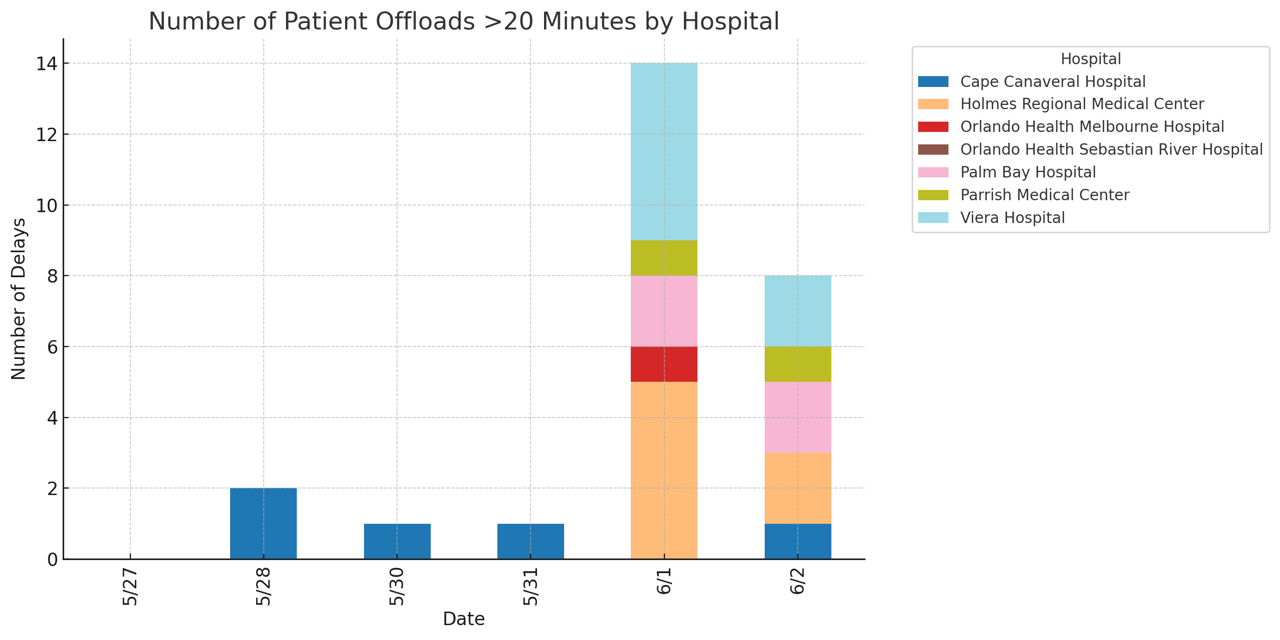 Number of Patient Offloads >20 Minutes by Hospital
Number of Delays
14
12
10
8
6
4
2
0
5/27
5/28
5/30
5/31
6/1
6/2
Date
Hospital
Cape Canaveral Hospital
Holmes Regional Medical Center
Orlando Health Melbourne Hospital
Orlando Health Sebastian River Hospital
Palm Bay Hospital
Parrish Medical Center
Viera Hospital